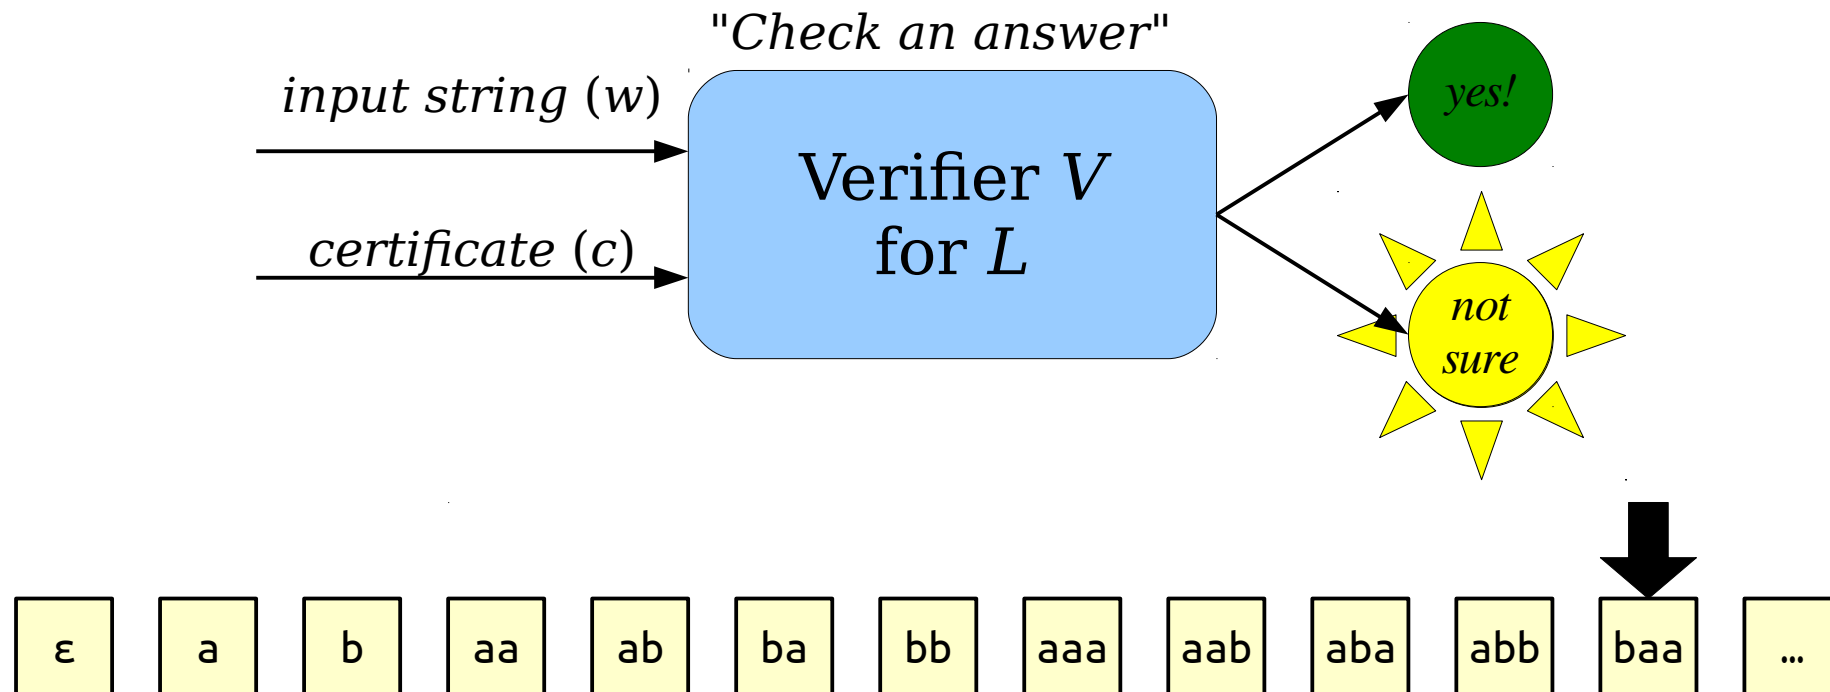 "Check an answer"
input string (w)
certificate (c)
Verifier V
for L
yes!
not
sure
ε a b aa ab ba bb aaa aab aba abb baa ...